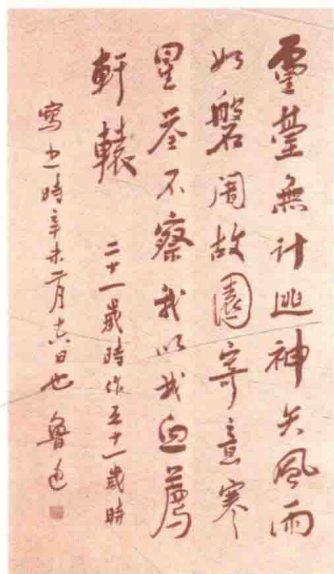 靈臺無計逃神矢風雨
如磐闇故園寄意寒
星荃不察我以我血薦
軒轅
二十一歲時作五十一歲時
寫之時辛未二月十六日也 魯迅